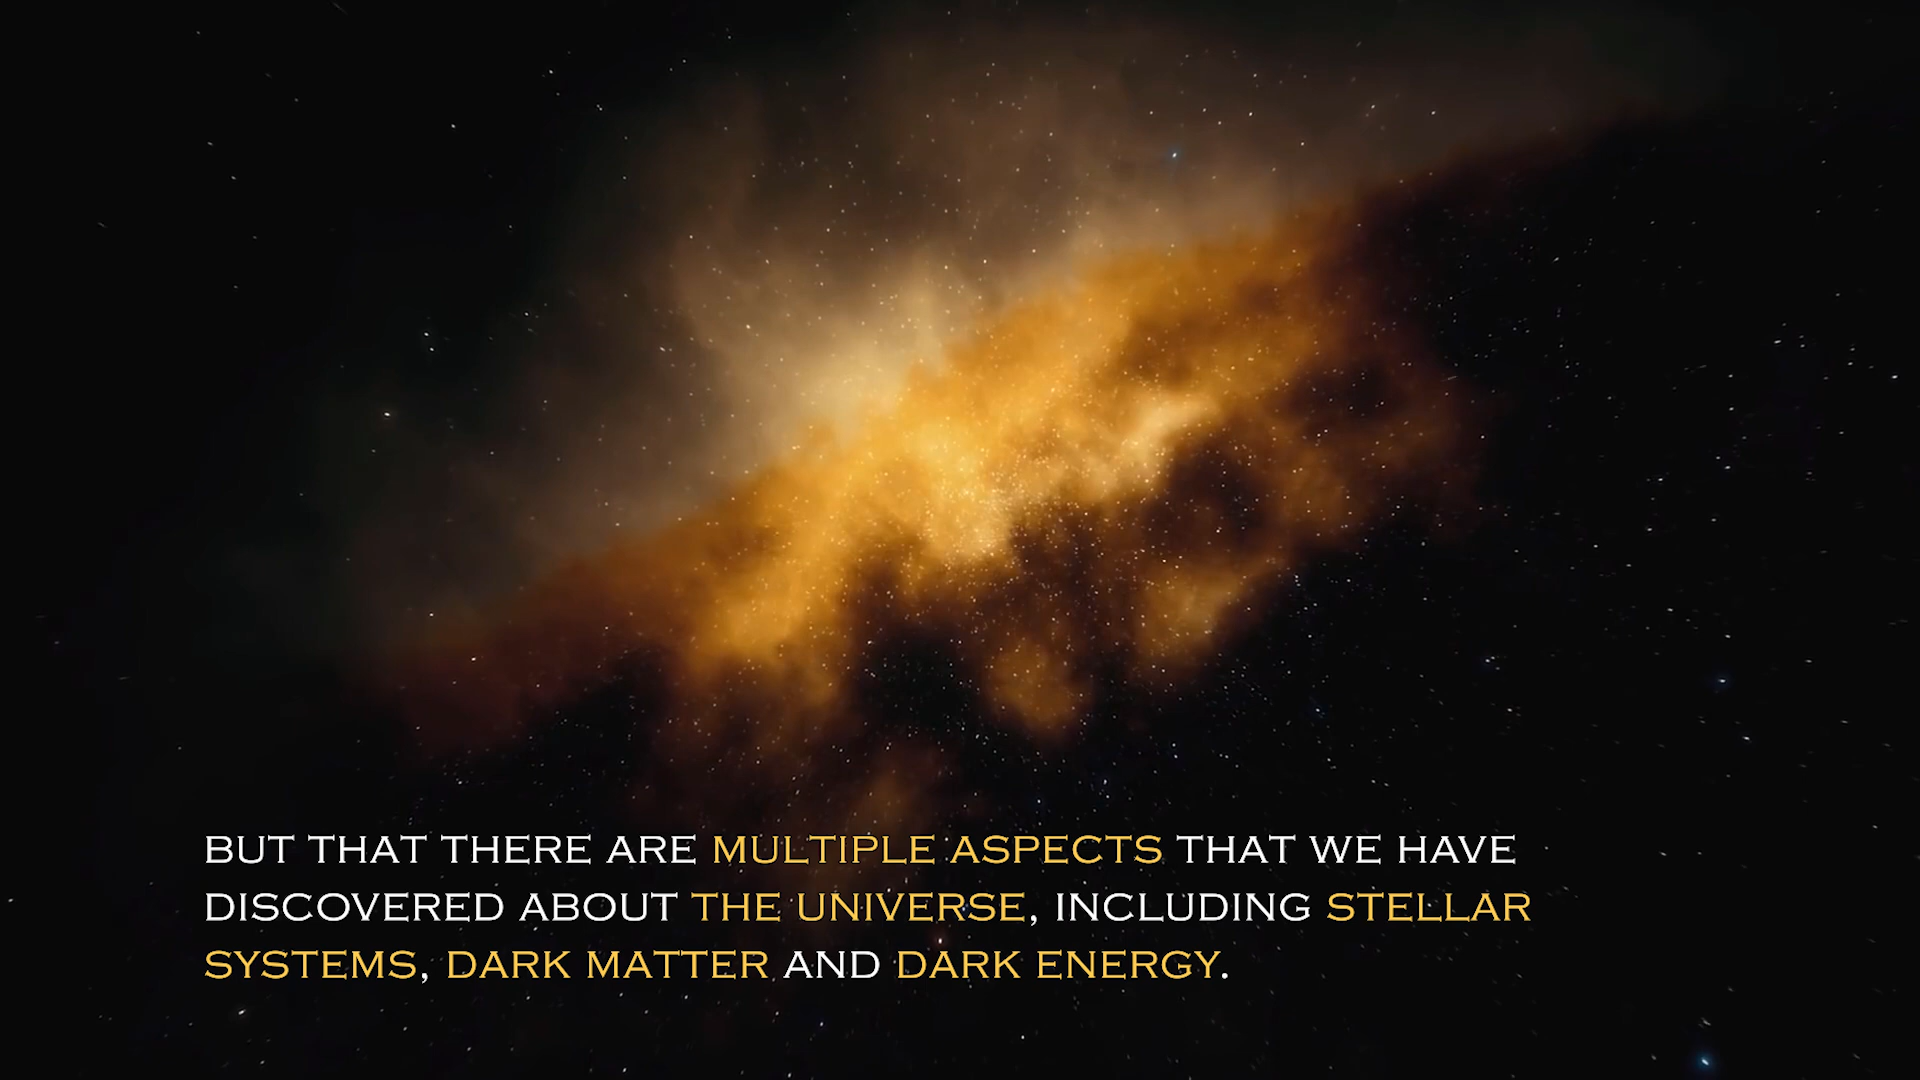 BUT THAT THERE ARE MULTIPLE ASPECTS THAT WE HAVE
DISCOVERED ABOUT THE UNIVERSE, INCLUDING STELLAR
SYSTEMS, DARK MATTER AND DARK ENERGY.